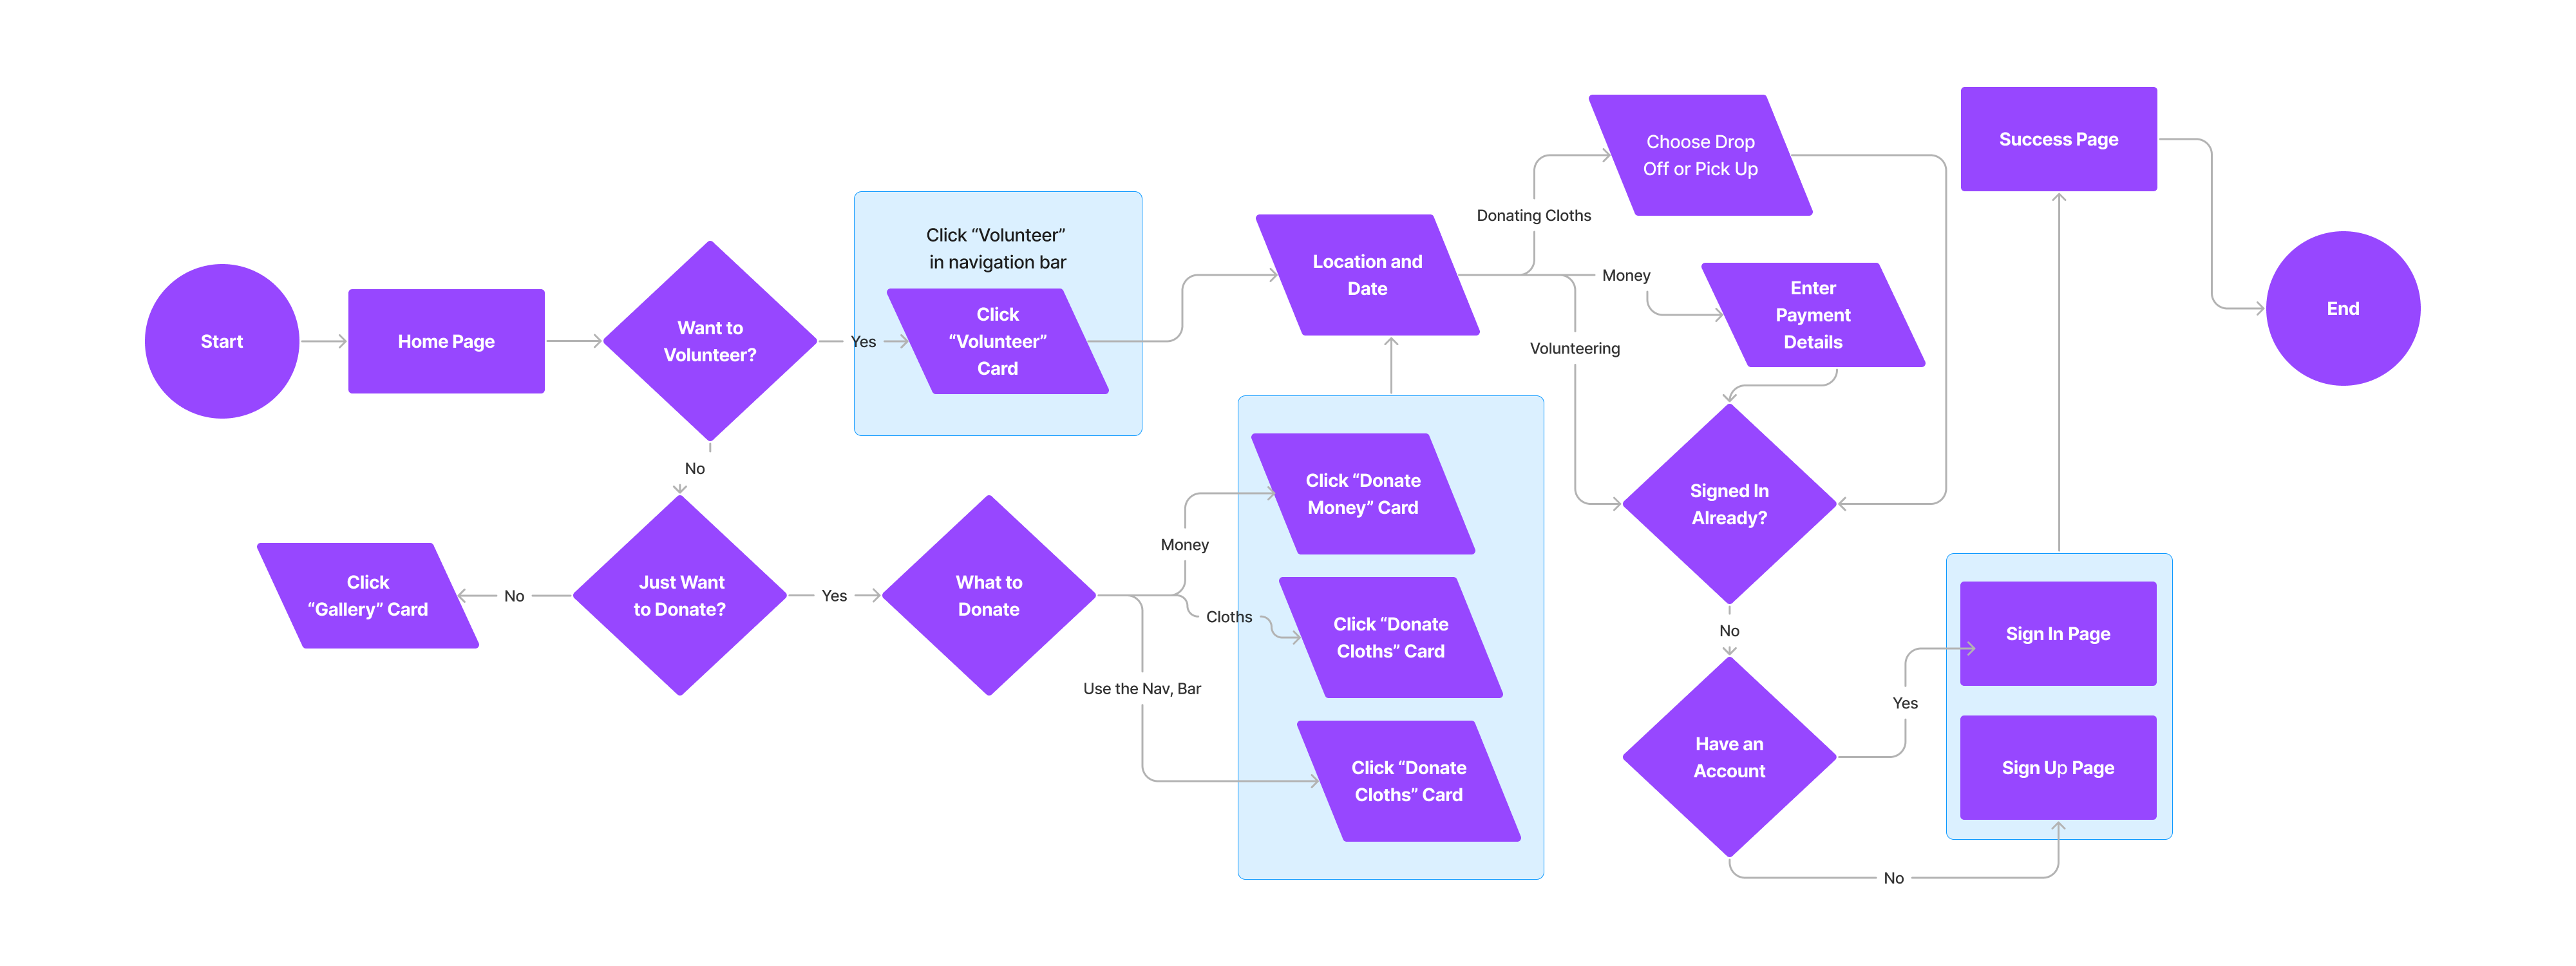 Start
Home Page
Want to
Volunteer?
Yes
Click “Volunteer”
in navigation bar
Click
“Volunteer”
Card
No
Just Want
to Donate?
No
Click
“Gallery” Card
Yes
What to
Donate
Money
Cloths
Use the Nav, Bar
Click “Donate
Money” Card
Click “Donate
Cloths” Card
Click “Donate
Cloths” Card
Location and
Date
Donating Cloths
Choose Drop
Off or Pick Up
Money
Enter
Payment
Details
Volunteering
Signed In
Already?
No
Have an
Account
Yes
Sign In Page
Sign Up Page
No
Success Page
End